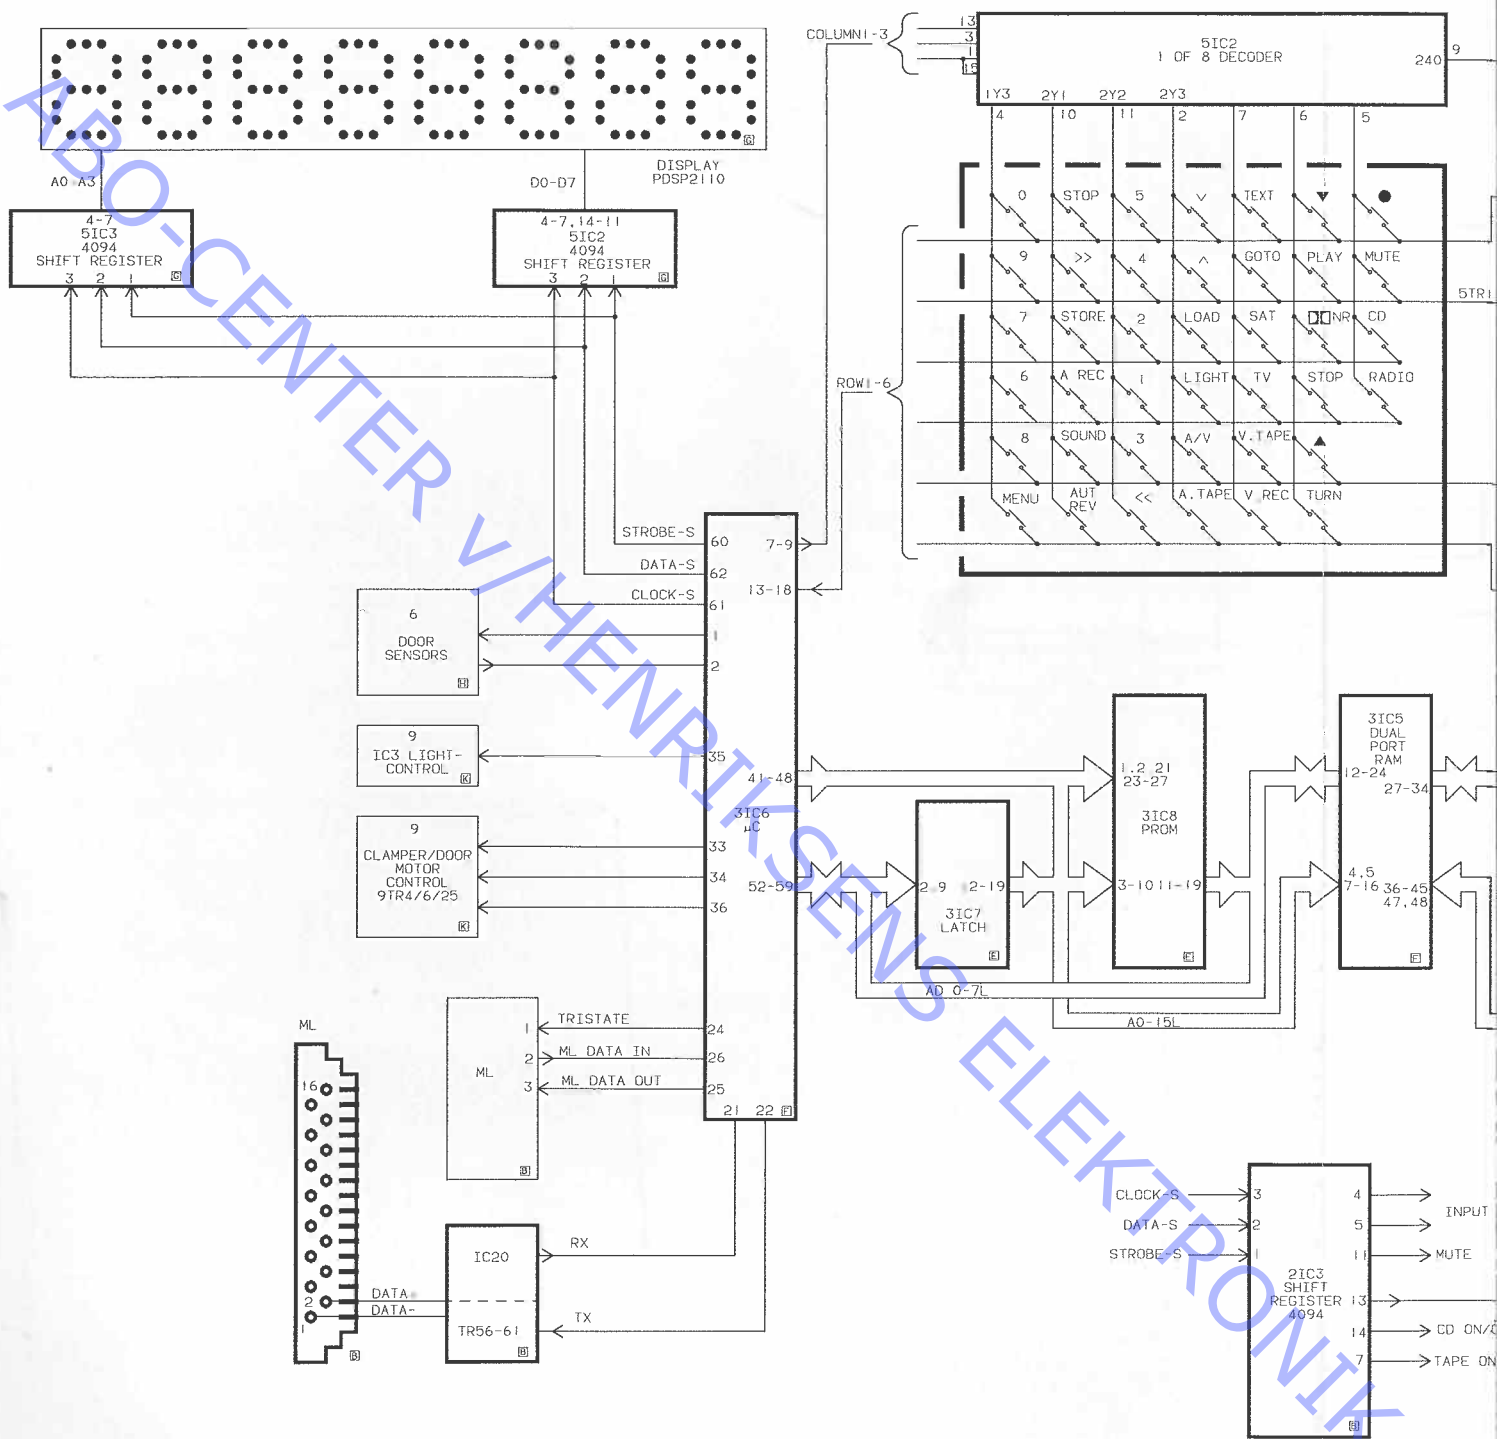 COLUMN1-3
13
3
1
15
5IC2
1 OF 8 DECODER
240
9
1Y3
2Y1
2Y2
2Y3
4
10
11
2
7
6
5
G
DISPLAY
PDSP2110
A0-A3
D0-D7
4-7
5IC3
4094
SHIFT REGISTER
3 2 1
G
4-7,14-11
5IC2
4094
SHIFT REGISTER
3 2 1
G
0 STOP 5 ˅ TEXT ▼ ●
9 >> 4 ^ GOTO PLAY MUTE
5TR1
7 STORE 2 LOAD SAT NR CD
ROW1-6
6 A REC 1 LIGHT TV STOP RADIO
8 SOUND 3 A/V V.TAPE ▲
MENU AUT REV << A.TAPE V REC TURN
STROBE-S
60
7-9
DATA-S
62
13-18
CLOCK-S
61
6
DOOR
SENSORS
H
1
2
9
IC3 LIGHT-
CONTROL
K
35
41-48
3IC6
µC
9
CLAMPER/DOOR
MOTOR
CONTROL
9TR4/6/25
K
33
34
36
52-59
2-9 2-19
3IC7
LATCH
E
1.2 21
23-27
3IC8
PROM
3-10 11-19
E
3IC5
DUAL
PORT
RAM
12-24
27-34
4,5
7-16
36-45
47,48
F
AD 0-7L
A0-15L
ML
1
2
3
B
TRISTATE
24
ML DATA IN
26
ML DATA OUT
25
21 22 F
ML
16
2
1
B
DATA
DATA-
IC20
TR56-61
B
RX
TX
CLOCK-S
DATA-S
STROBE-S
3
2
1
2IC3
SHIFT
REGISTER
4094
4
5
11
13
14
7
INPUT
MUTE
CD ON/
TAPE ON
ABO-CENTER v/HENRIKSENS ELEKTRONIK